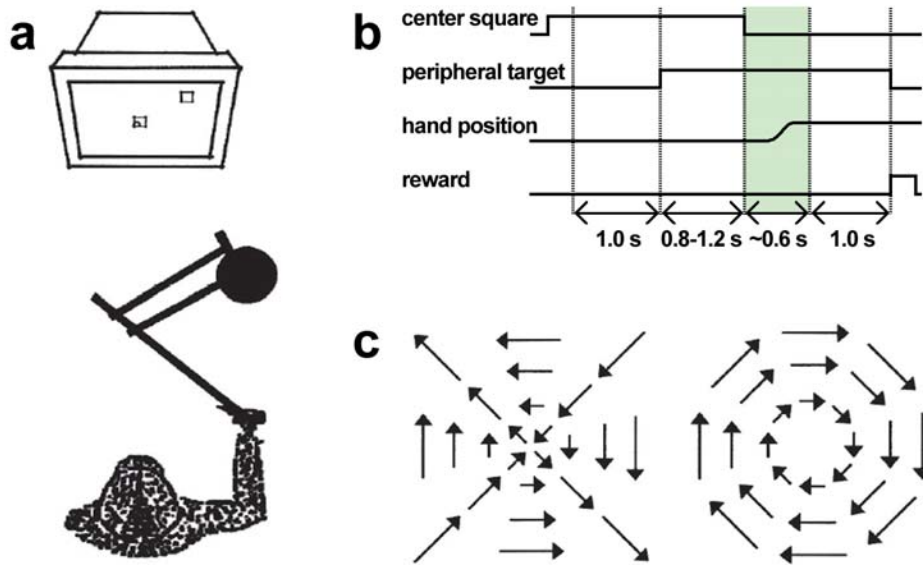 a
b
center square
peripheral target
hand position
reward
1.0 s 0.8-1.2 s ~0.6 s 1.0 s
c